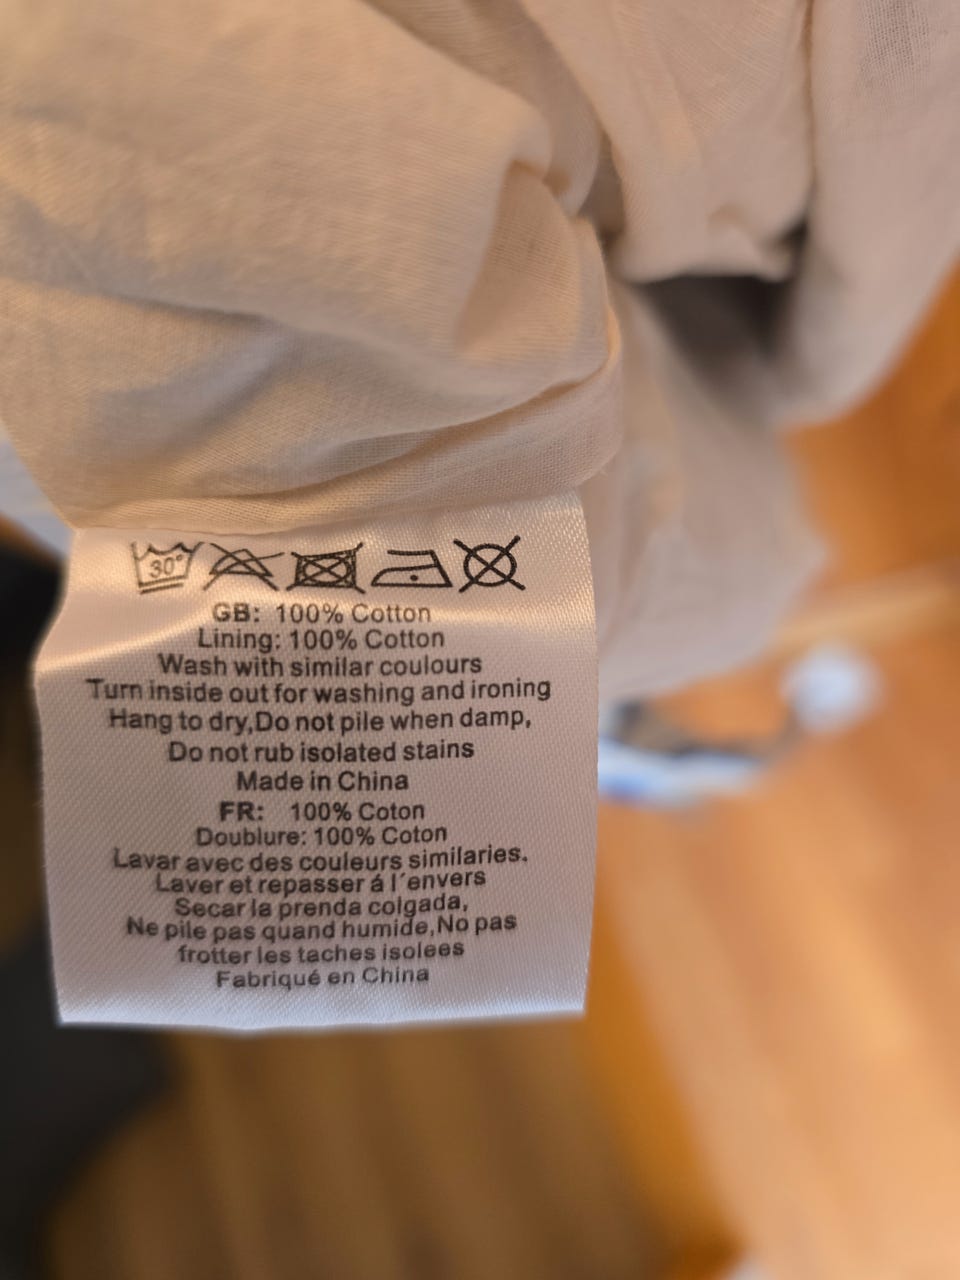 30°
GB: 100% Cotton
Lining: 100% Cotton
Wash with similar coulours
Turn inside out for washing and ironing
Hang to dry,Do not pile when damp,
Do not rub isolated stains
Made in China
FR: 100% Coton
Doublure: 100% Coton
Lavar avec des couleurs similaries.
Laver et repasser á l´envers
Secar la prenda colgada,
Ne pile pas quand humide,No pas
frotter les taches isolees
Fabriqué en China